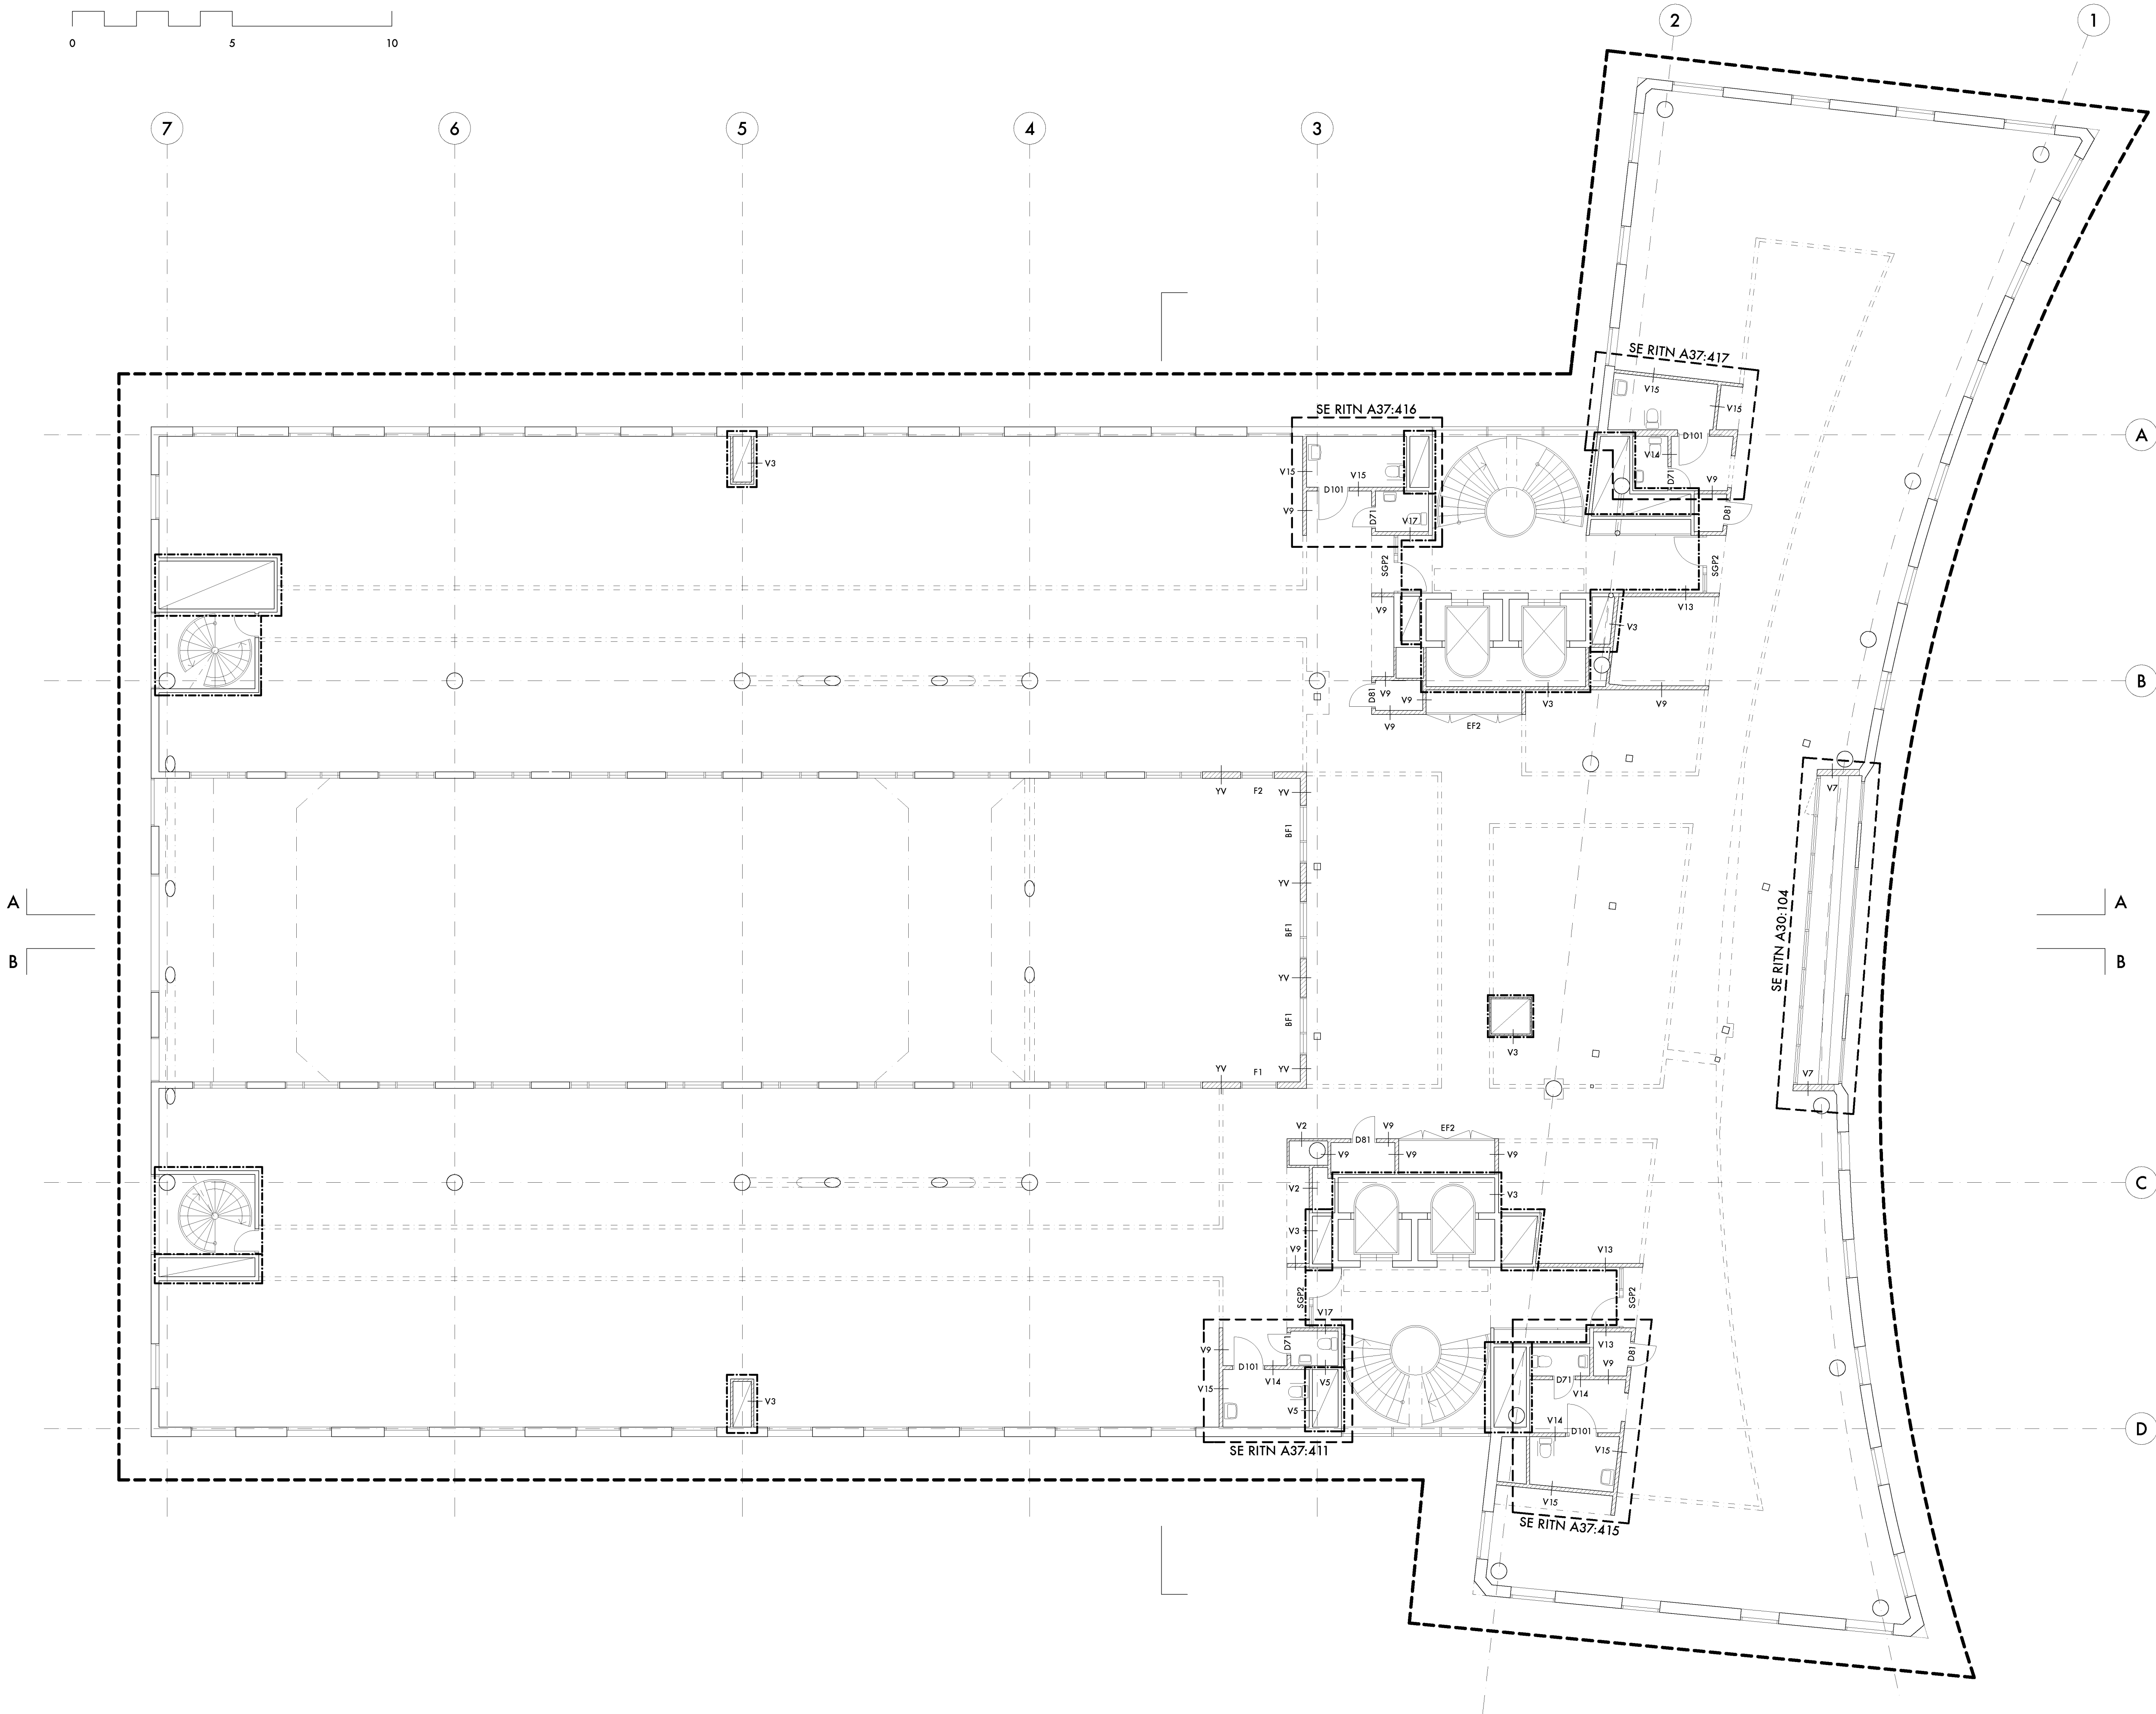 0 5 10
2 1
7 6 5 4 3
SE RITN A37:417
V15
V15
SE RITN A37:416
A
D101
V14
V3
V15
V15
D71
V9
D101
V9
D71
V17
D81
SGP2
SGP2
V9
V13
V3
B
V9
D81
V9
V3
V9
V9
EF2
V7
YV
F2
YV
BF1
YV
SE RITN A30:104
A
A
BF1
B
B
YV
BF1
V3
YV
F1
YV
V7
V2
D81
V9
EF2
V9
V9
V9
C
V2
V3
V3
V9
V13
SGP2
SGP2
V17
V9
D71
V13
D81
D101
V14
V5
V9
D71
V14
V15
V3
V5
V14
D101
D
V15
SE RITN A37:411
V15
SE RITN A37:415